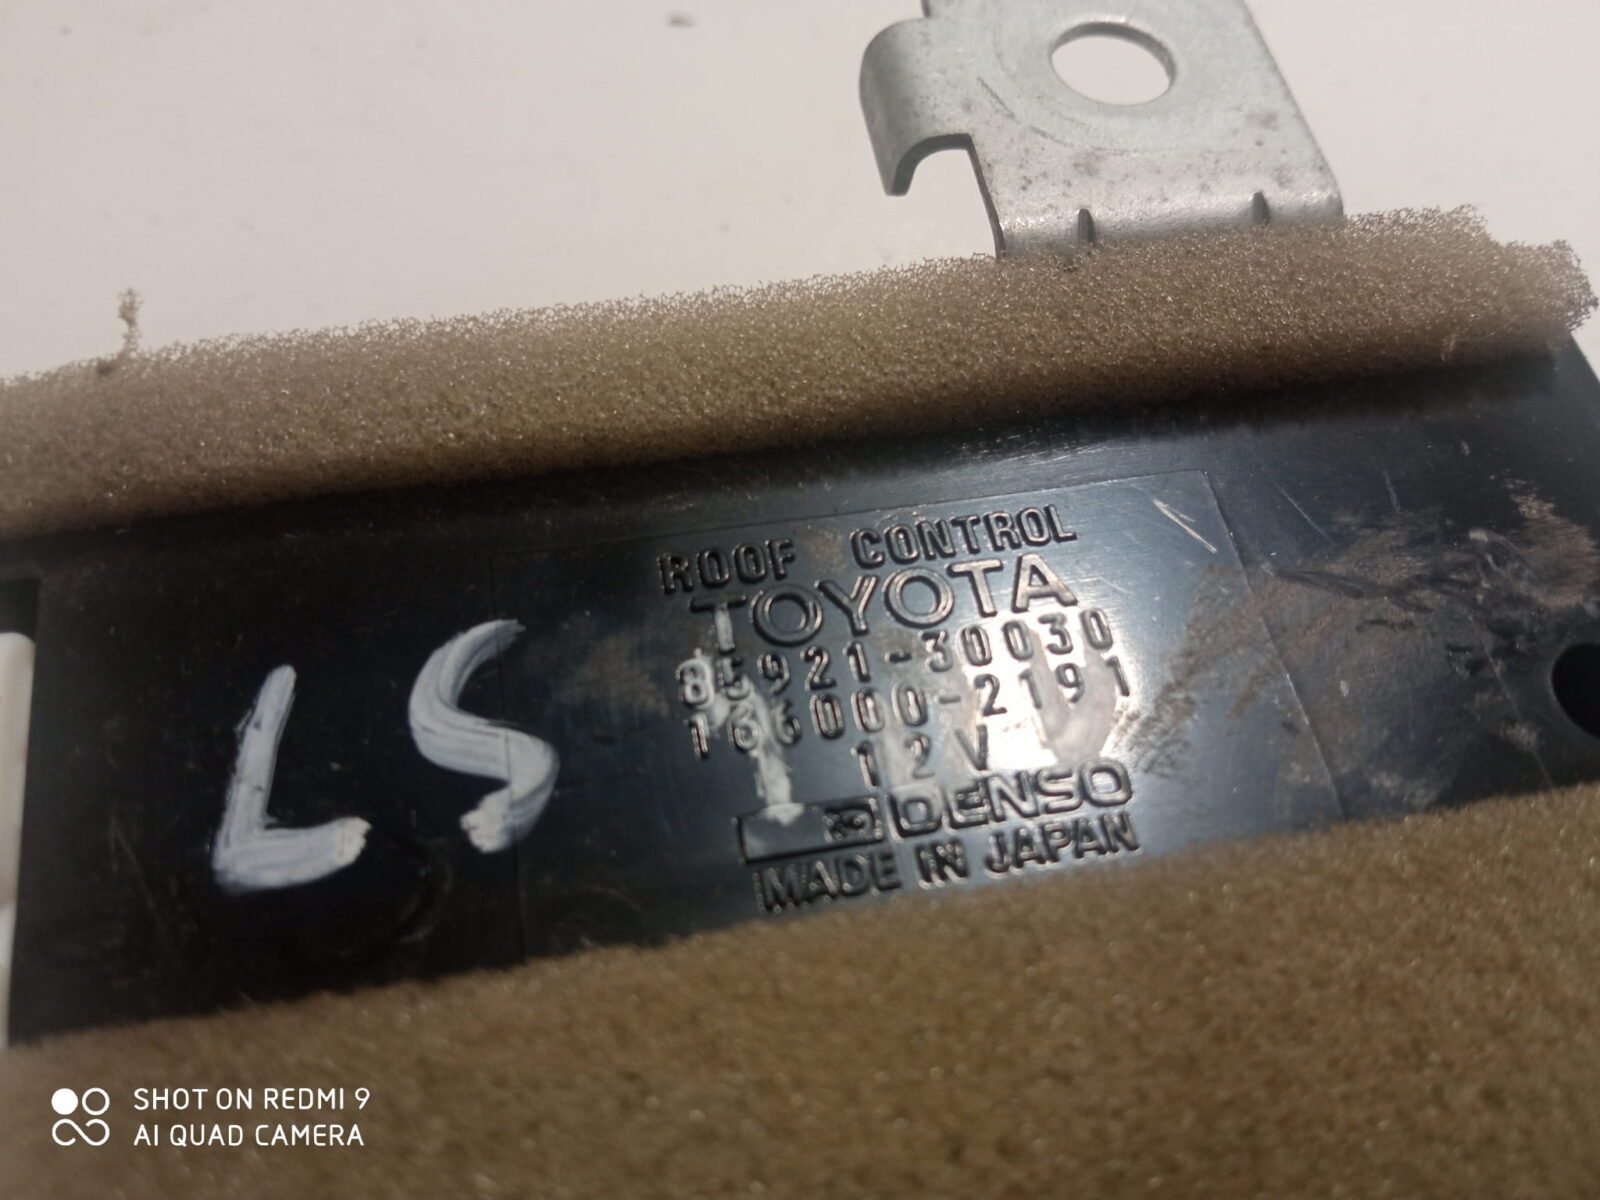 ROOF CONTROL
TOYOTA
85921-30030
166000-2191
12V
DENSO
MADE IN JAPAN
LS
SHOT ON REDMI 9
AI QUAD CAMERA